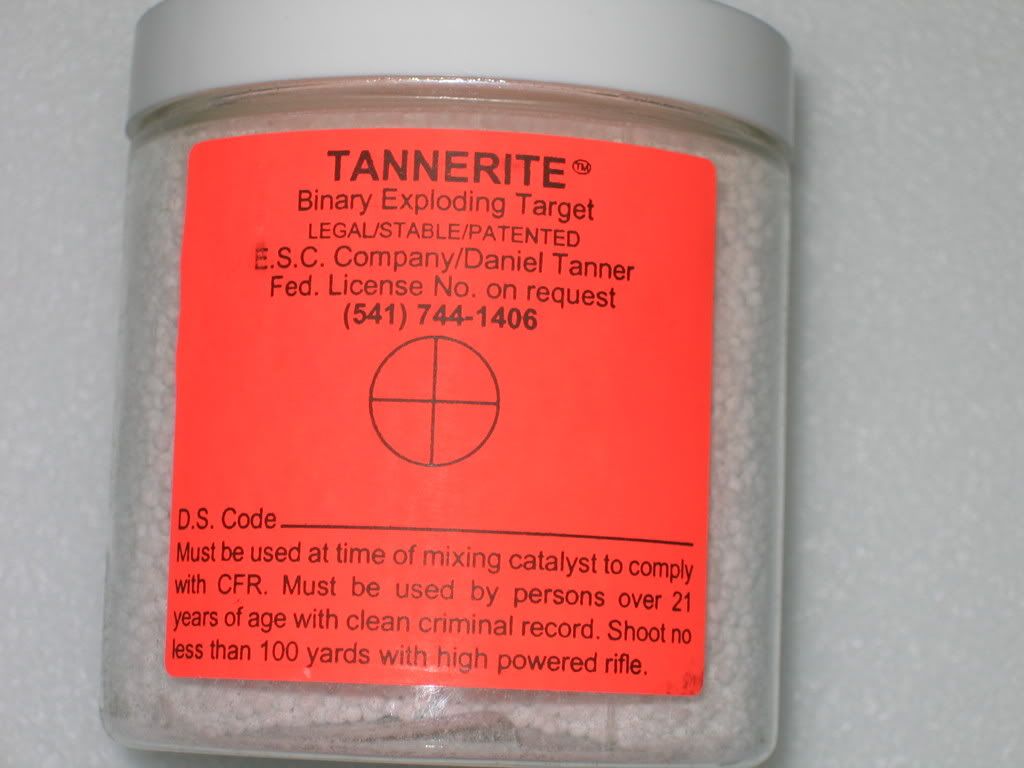 TANNERITE™
Binary Exploding Target
LEGAL/STABLE/PATENTED
E.S.C. Company/Daniel Tanner
Fed. License No. on request
(541) 744-1406
D.S. Code
Must be used at time of mixing catalyst to comply
with CFR. Must be used by persons over 21
years of age with clean criminal record. Shoot no
less than 100 yards with high powered rifle.